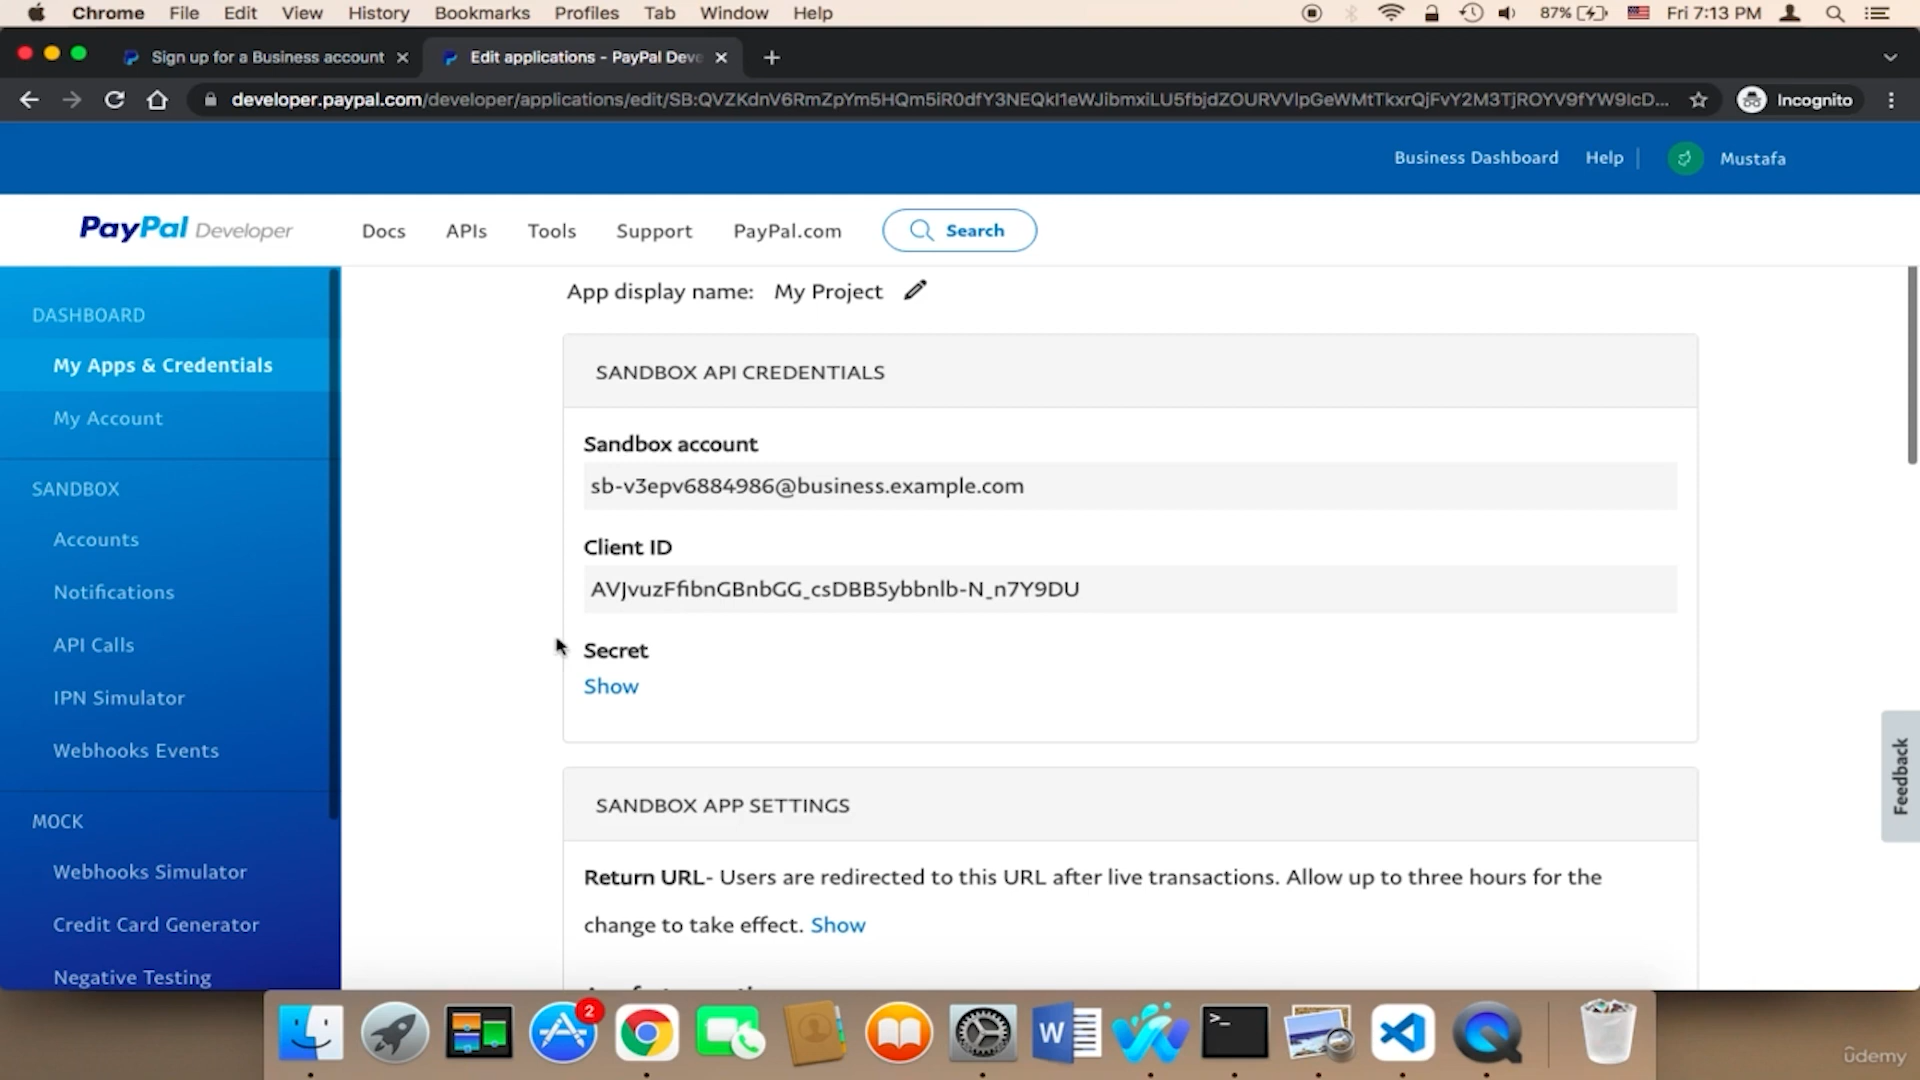 Chrome File Edit View History Bookmarks Profiles Tab Window Help 87% Fri 7:13 PM
Sign up for a Business account
Edit applications - PayPal Deve
developer.paypal.com/developer/applications/edit/SB:QVZKdnV6RmZpYm5HQm5iR0dfY3NEQkI1eWJibmxiLU5fbjdZOURVVlpGeWMtTkxrQjFvY2M3TjROYV9fYW9IcD...
Incognito
Business Dashboard Help Mustafa
PayPal Developer Docs APIs Tools Support PayPal.com Search
DASHBOARD
My Apps & Credentials
My Account
SANDBOX
Accounts
Notifications
API Calls
IPN Simulator
Webhooks Events
MOCK
Webhooks Simulator
Credit Card Generator
Negative Testing
App display name: My Project
SANDBOX API CREDENTIALS
Sandbox account
sb-v3epv6884986@business.example.com
Client ID
AVJvuzFfibnGBnbGG_csDBB5ybbnlb-N_n7Y9DU
Secret
Show
SANDBOX APP SETTINGS
Return URL- Users are redirected to this URL after live transactions. Allow up to three hours for the
change to take effect. Show
Feedback
2
W
>_
ûdemy